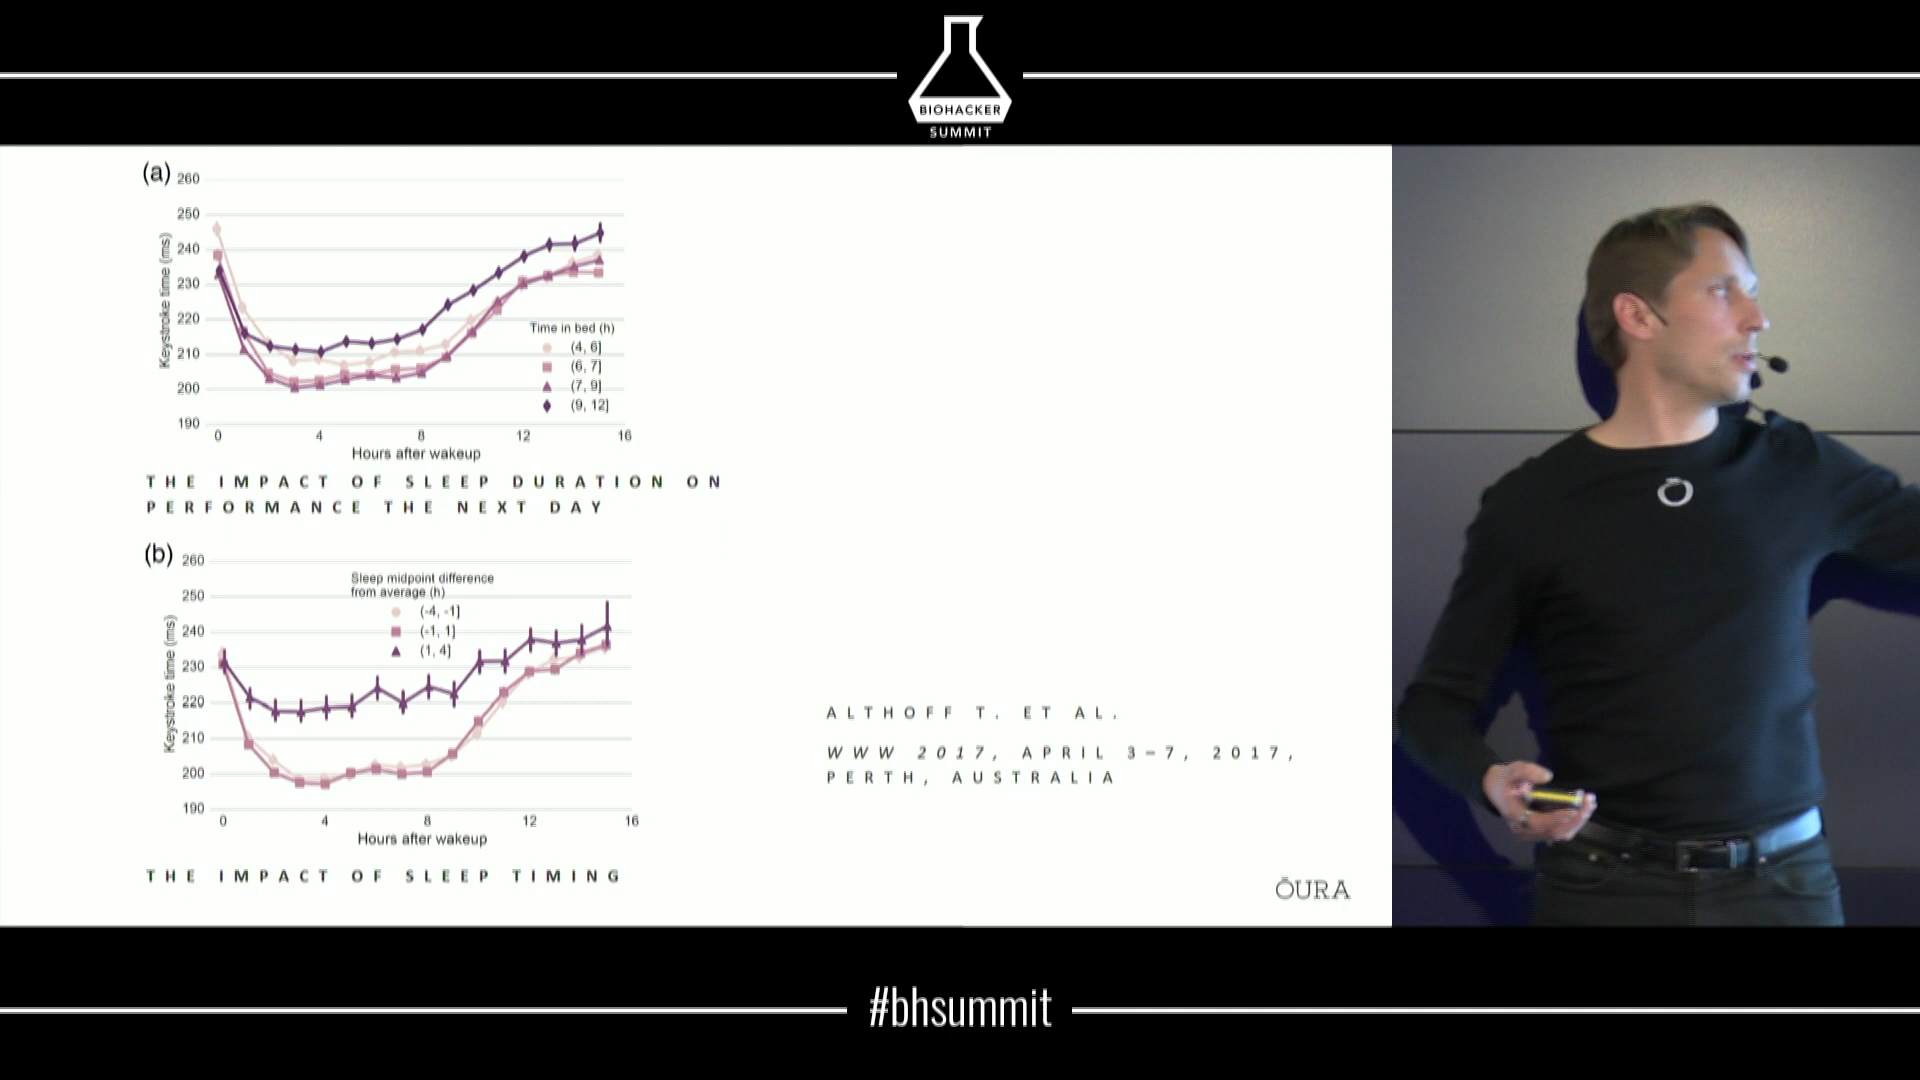 BIOHACKER
SUMMIT
(a)
260
250
240
230
220
210
200
190
Keystroke time (ms)
Time in bed (h)
(4, 6]
(6, 7]
(7, 9]
(9, 12]
0 4 8 12 16
Hours after wakeup
THE IMPACT OF SLEEP DURATION ON
PERFORMANCE THE NEXT DAY
(b)
260
250
240
230
220
210
200
190
Keystroke time (ms)
Sleep midpoint difference
from average (h)
(-4, -1]
(-1, 1]
(1, 4]
0 4 8 12 16
Hours after wakeup
THE IMPACT OF SLEEP TIMING
ALTHOFF T. ET AL.
WWW 2017, APRIL 3–7, 2017,
PERTH, AUSTRALIA
ŌURA
#bhsummit